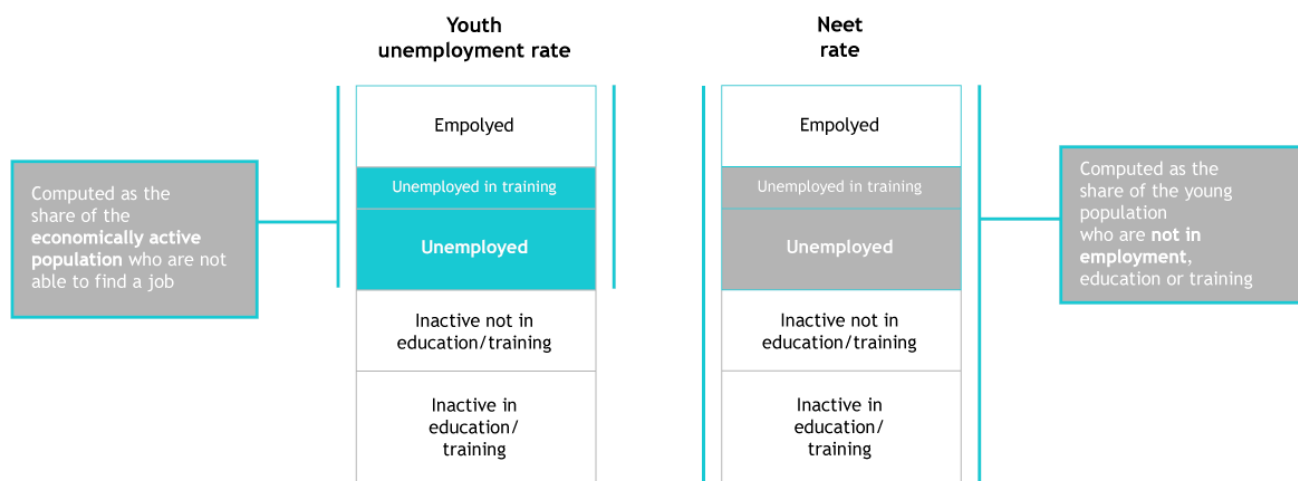 Youth
unemployment rate
Neet
rate
Empolyed
Unemployed in training
Unemployed
Inactive not in
education/training
Inactive in
education/
training
Empolyed
Unemployed in training
Unemployed
Inactive not in
education/training
Inactive in
education/
training
Computed as the
share of the
economically active
population who are not
able to find a job
Computed as the
share of the young
population
who are not in
employment,
education or training